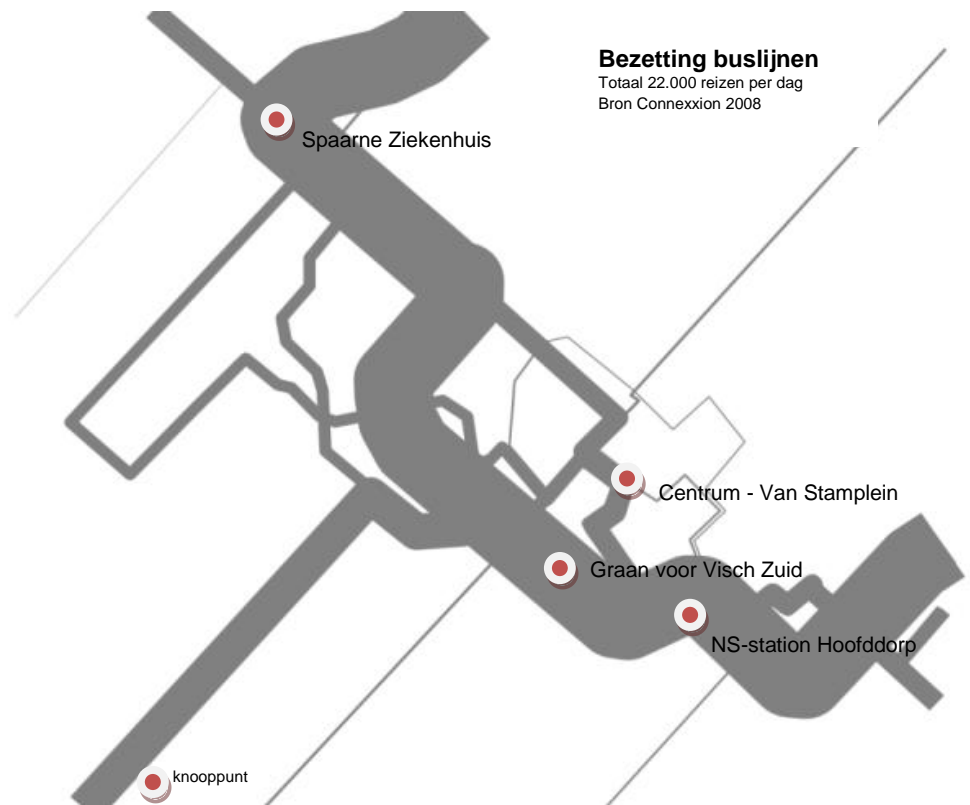 Bezetting buslijnen
Totaal 22.000 reizen per dag
Bron Connexxion 2008
Spaarne Ziekenhuis
Centrum - Van Stamplein
Graan voor Visch Zuid
NS-station Hoofddorp
knooppunt